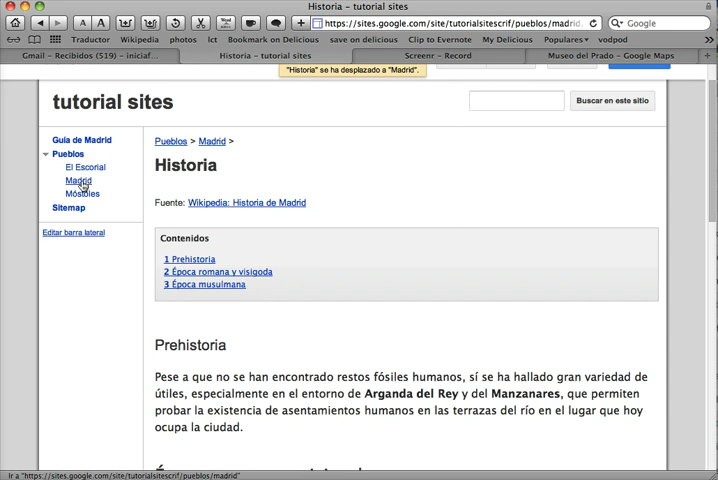 Historia – tutorial sites
https://sites.google.com/site/tutorialsitescrif/pueblos/madrid
Google
Traductor Wikipedia photos lct Bookmark on Delicious save on delicious Clip to Evernote My Delicious Populares vodpod
Gmail – Recibidos (519) – iniciaf... Historia – tutorial sites Screenr – Record Museo del Prado – Google Maps
"Historia" se ha desplazado a "Madrid".
tutorial sites
Buscar en este sitio
Guía de Madrid
Pueblos
El Escorial
Madrid
Móstoles
Sitemap
Editar barra lateral
Pueblos > Madrid >
Historia
Fuente: Wikipedia: Historia de Madrid
Contenidos
1 Prehistoria
2 Época romana y visigoda
3 Época musulmana
Prehistoria
Pese a que no se han encontrado restos fósiles humanos, sí se ha hallado gran variedad de
útiles, especialmente en el entorno de Arganda del Rey y del Manzanares, que permiten
probar la existencia de asentamientos humanos en las terrazas del río en el lugar que hoy
ocupa la ciudad.
Ir a "https://sites.google.com/site/tutorialsitescrif/pueblos/madrid"